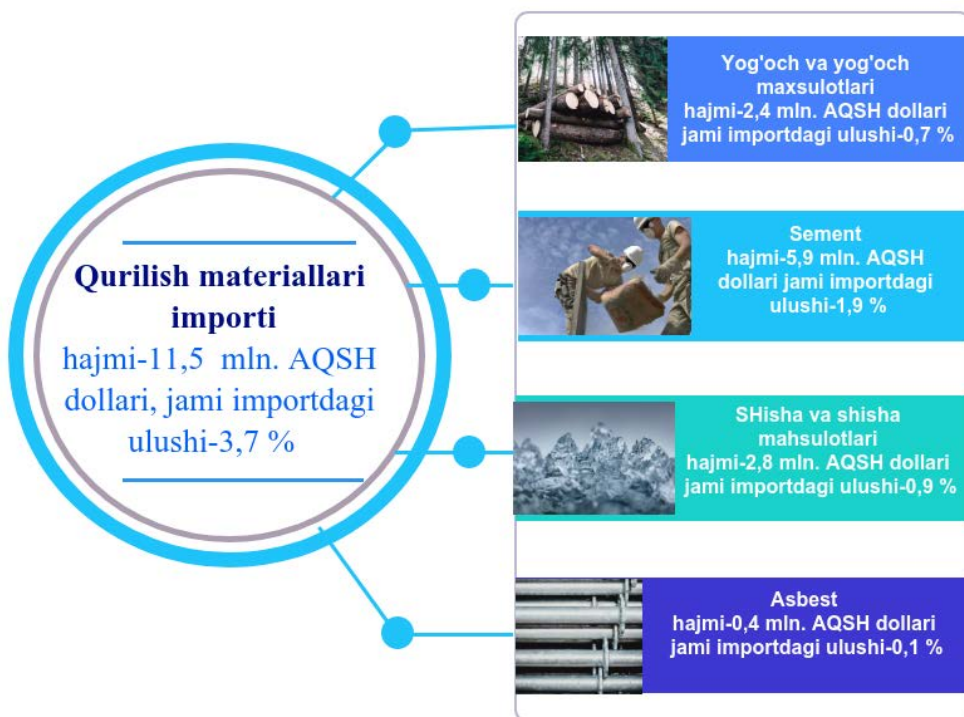 Qurilish materiallari
importi
hajmi-11,5 mln. AQSH
dollari, jami importdagi
ulushi-3,7 %
Yog'och va yog'och
maxsulotlari
hajmi-2,4 mln. AQSH dollari
jami importdagi ulushi-0,7 %
Sement
hajmi-5,9 mln. AQSH
dollari jami importdagi
ulushi-1,9 %
SHisha va shisha
mahsulotlari
hajmi-2,8 mln. AQSH dollari
jami importdagi ulushi-0,9 %
Asbest
hajmi-0,4 mln. AQSH dollari
jami importdagi ulushi-0,1 %